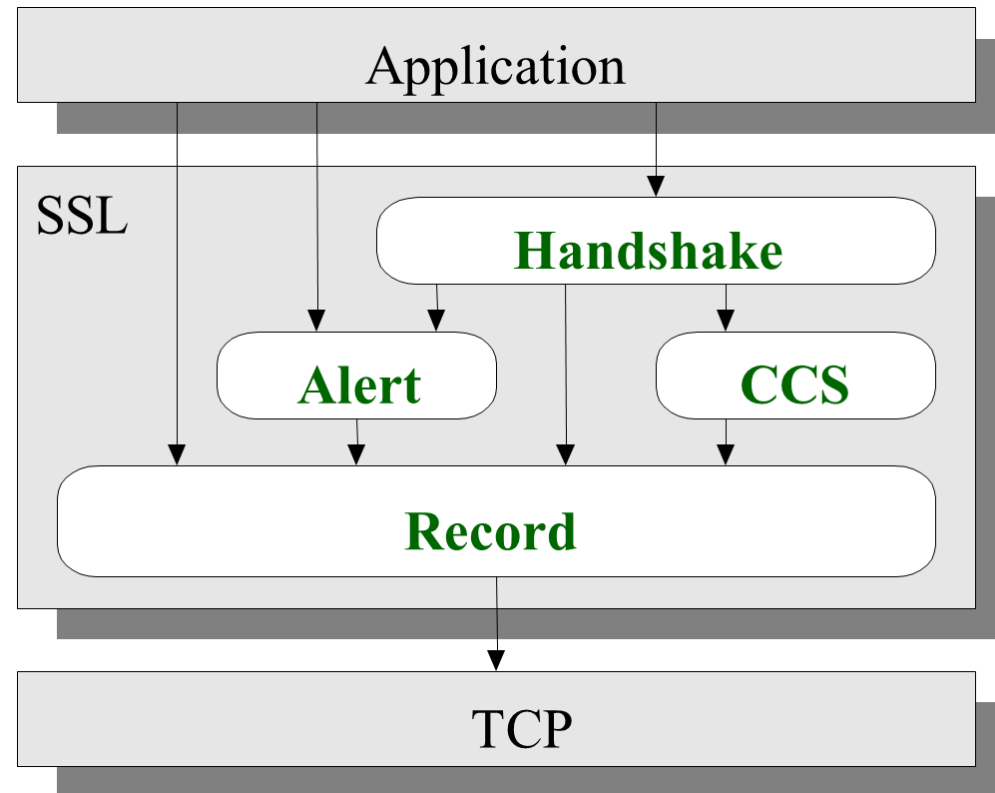 Application
SSL
Handshake
Alert
CCS
Record
TCP